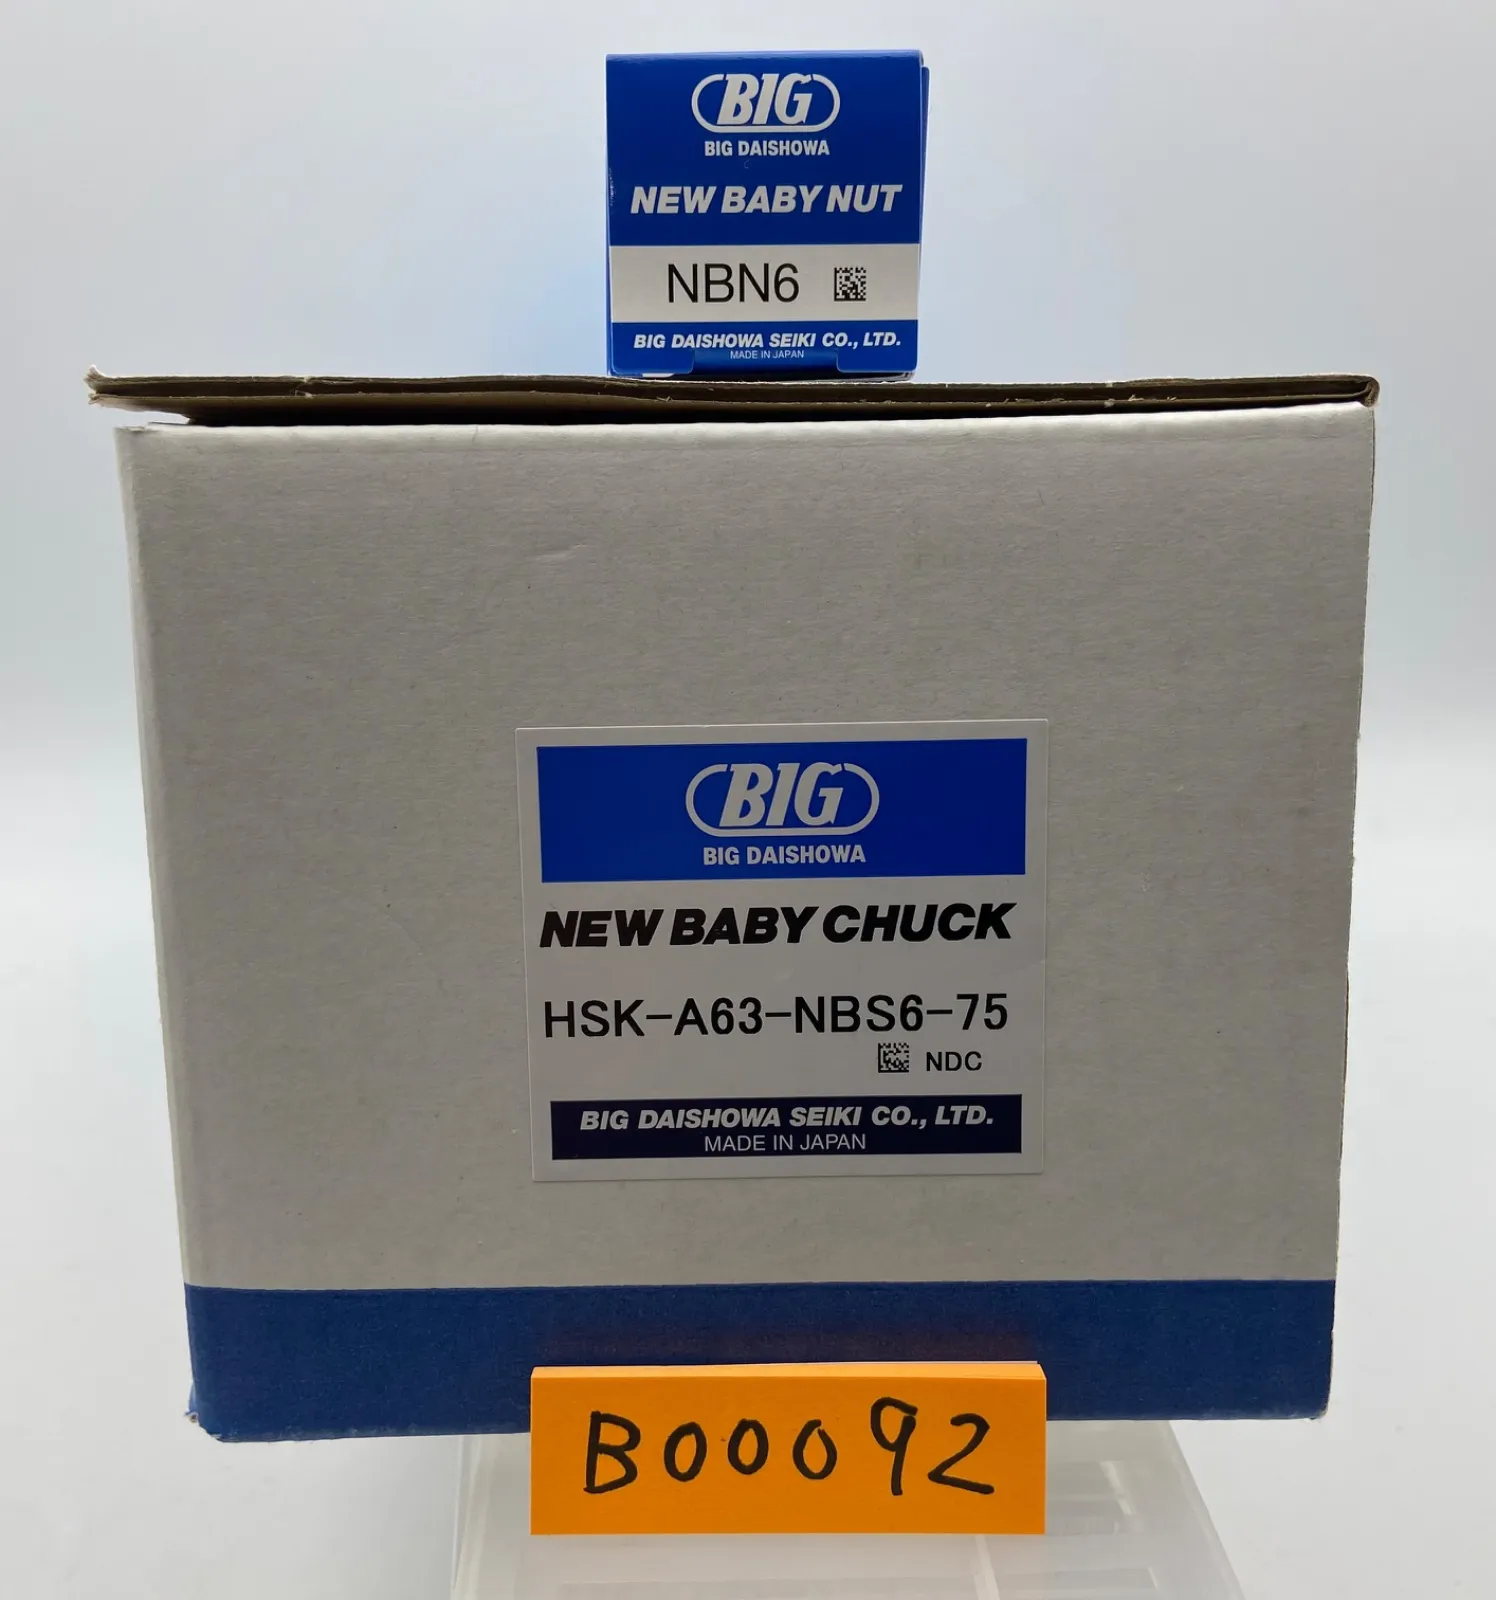 BIG
BIG DAISHOWA
NEW BABY NUT
NBN6
BIG DAISHOWA SEIKI CO., LTD.
MADE IN JAPAN
BIG
BIG DAISHOWA
NEW BABY CHUCK
HSK-A63-NBS6-75
NDC
BIG DAISHOWA SEIKI CO., LTD.
MADE IN JAPAN
B00092